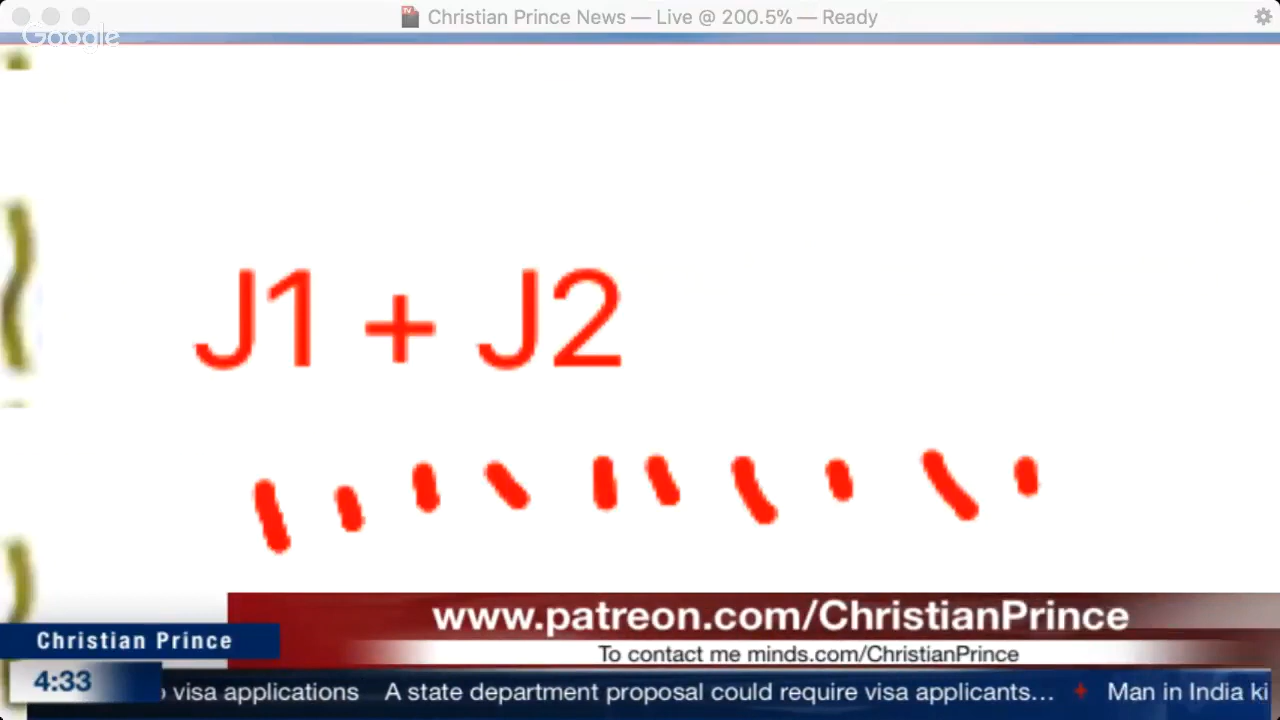 Christian Prince News — Live @ 200.5% — Ready
Google
J1 + J2
www.patreon.com/ChristianPrince
Christian Prince
To contact me minds.com/ChristianPrince
4:33
visa applications A state department proposal could require visa applicants... Man in India